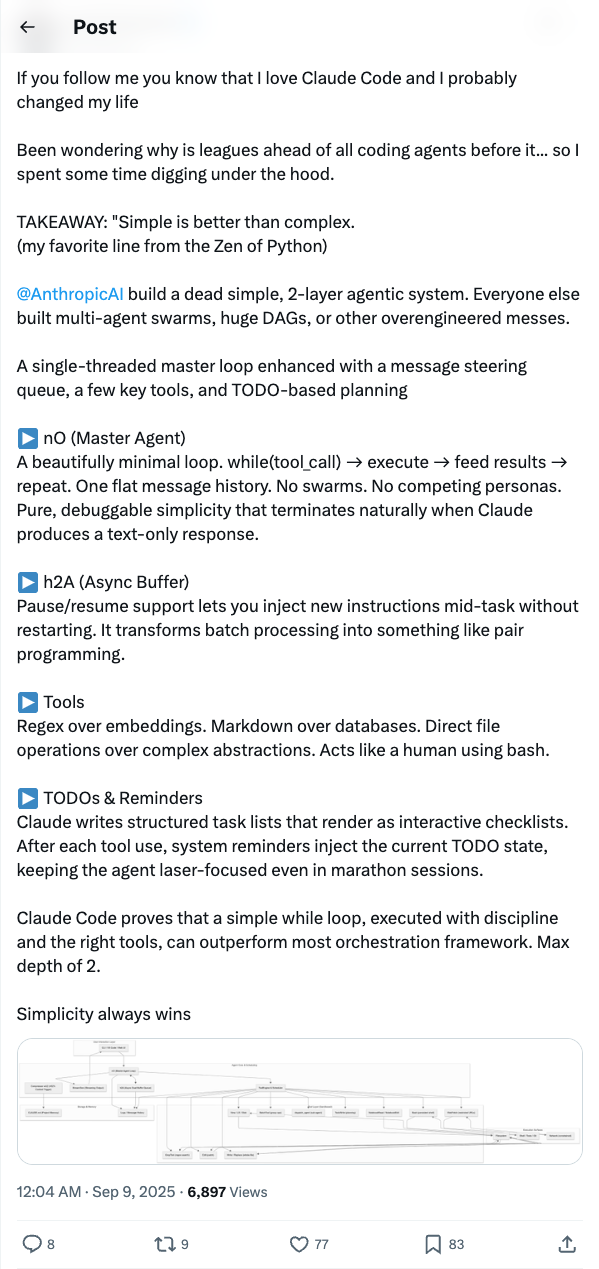 Post
If you follow me you know that I love Claude Code and I probably
changed my life
Been wondering why is leagues ahead of all coding agents before it... so I
spent some time digging under the hood.
TAKEAWAY: "Simple is better than complex.
(my favorite line from the Zen of Python)
@AnthropicAI build a dead simple, 2-layer agentic system. Everyone else
built multi-agent swarms, huge DAGs, or other overengineered messes.
A single-threaded master loop enhanced with a message steering
queue, a few key tools, and TODO-based planning
▶️ nO (Master Agent)
A beautifully minimal loop. while(tool_call) → execute → feed results →
repeat. One flat message history. No swarms. No competing personas.
Pure, debuggable simplicity that terminates naturally when Claude
produces a text-only response.
▶️ h2A (Async Buffer)
Pause/resume support lets you inject new instructions mid-task without
restarting. It transforms batch processing into something like pair
programming.
▶️ Tools
Regex over embeddings. Markdown over databases. Direct file
operations over complex abstractions. Acts like a human using bash.
▶️ TODOs & Reminders
Claude writes structured task lists that render as interactive checklists.
After each tool use, system reminders inject the current TODO state,
keeping the agent laser-focused even in marathon sessions.
Claude Code proves that a simple while loop, executed with discipline
and the right tools, can outperform most orchestration framework. Max
depth of 2.
Simplicity always wins
12:04 AM · Sep 9, 2025 · 6,897 Views
8 9 77 83